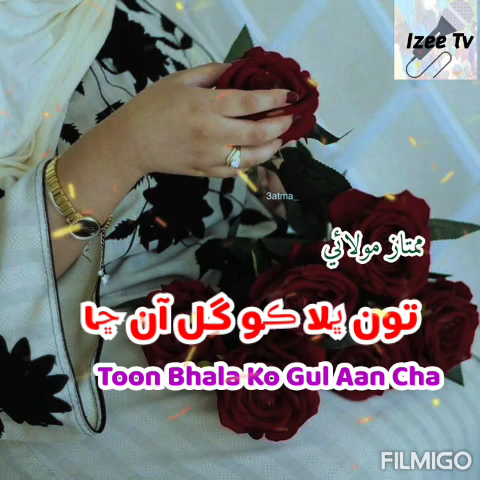 Izee Tv
3atma_
ممتاز مولائي
تون ڀلا ڪو گل آن ڇا
Toon Bhala Ko Gul Aan Cha
FILMIGO